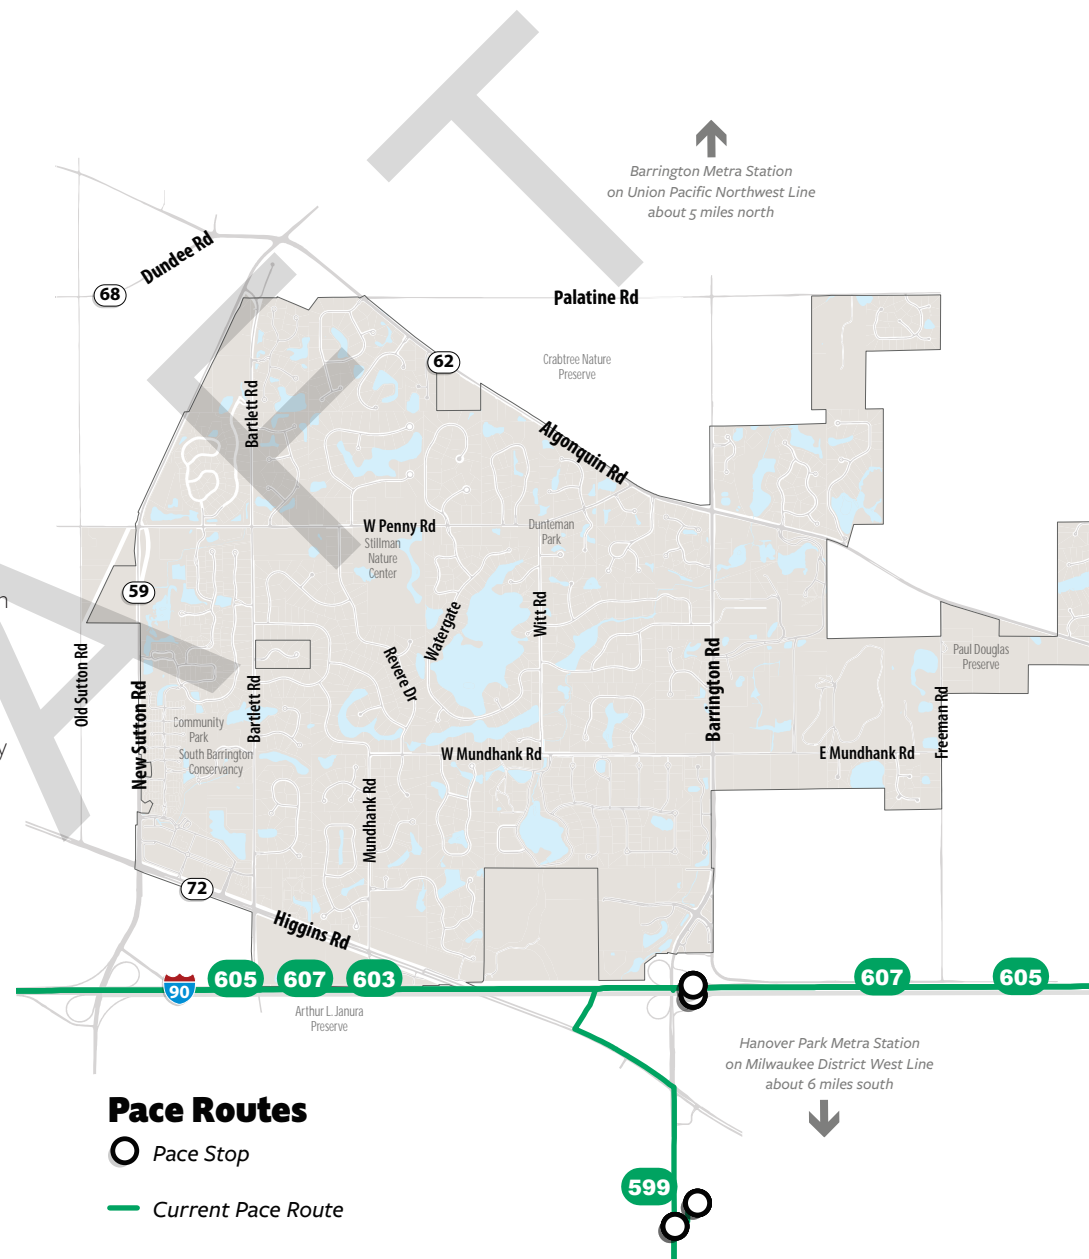 Barrington Metra Station
on Union Pacific Northwest Line
about 5 miles north
Dundee Rd
68
Palatine Rd
62
Crabtree Nature
Preserve
Bartlett Rd
Algonquin Rd
W Penny Rd
Stillman
Nature
Center
Dunteman
Park
59
n
Watergate
Witt Rd
Old Sutton Rd
New Sutton Rd
Bartlett Rd
Revere Dr
Barrington Rd
Paul Douglas
Preserve
Freeman Rd
Community
Park
South Barrington
Conservancy
y
W Mundhank Rd
E Mundhank Rd
Mundhank Rd
72
Higgins Rd
90
605
607
603
607
605
Arthur L. Janura
Preserve
Hanover Park Metra Station
on Milwaukee District West Line
about 6 miles south
Pace Routes
Pace Stop
Current Pace Route
599